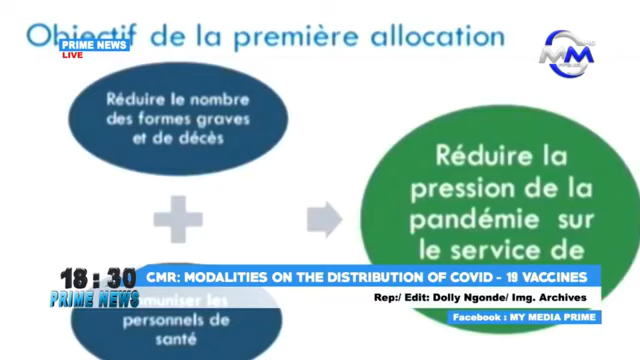 Objectif de la première allocation
PRIME NEWS
LIVE
MM
Réduire le nombre
des formes graves
et de décès
Réduire la
pression de la
pandémie sur
le service de
18 : 30
PRIME NEWS
CMR: MODALITIES ON THE DISTRIBUTION OF COVID - 19 VACCINES
Rep:/ Edit: Dolly Ngonde/ Img. Archives
Facebook : MY MEDIA PRIME
les
personnels de
santé